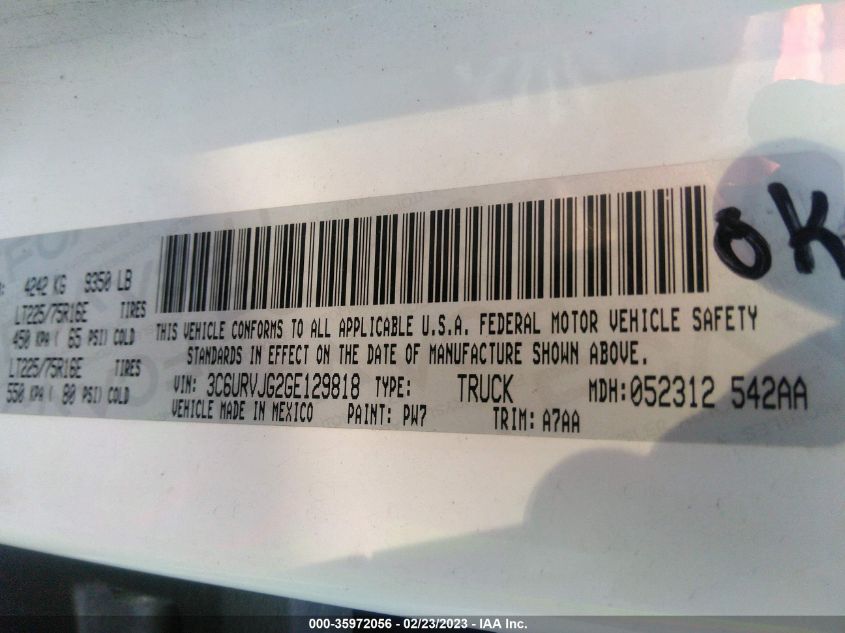 4242 KG 9350 LB
LT225/75R16E TIRES
450 KPA ( 65 PSI) COLD
LT225/75R16E TIRES
550 KPA ( 80 PSI) COLD
OK
THIS VEHICLE CONFORMS TO ALL APPLICABLE U.S.A. FEDERAL MOTOR VEHICLE SAFETY
STANDARDS IN EFFECT ON THE DATE OF MANUFACTURE SHOWN ABOVE.
VIN: 3C6URVJG2GE129818 TYPE: TRUCK MDH:052312 542AA
VEHICLE MADE IN MEXICO PAINT: PW7 TRIM: A7AA
000-35972056 - 02/23/2023 - IAA Inc.